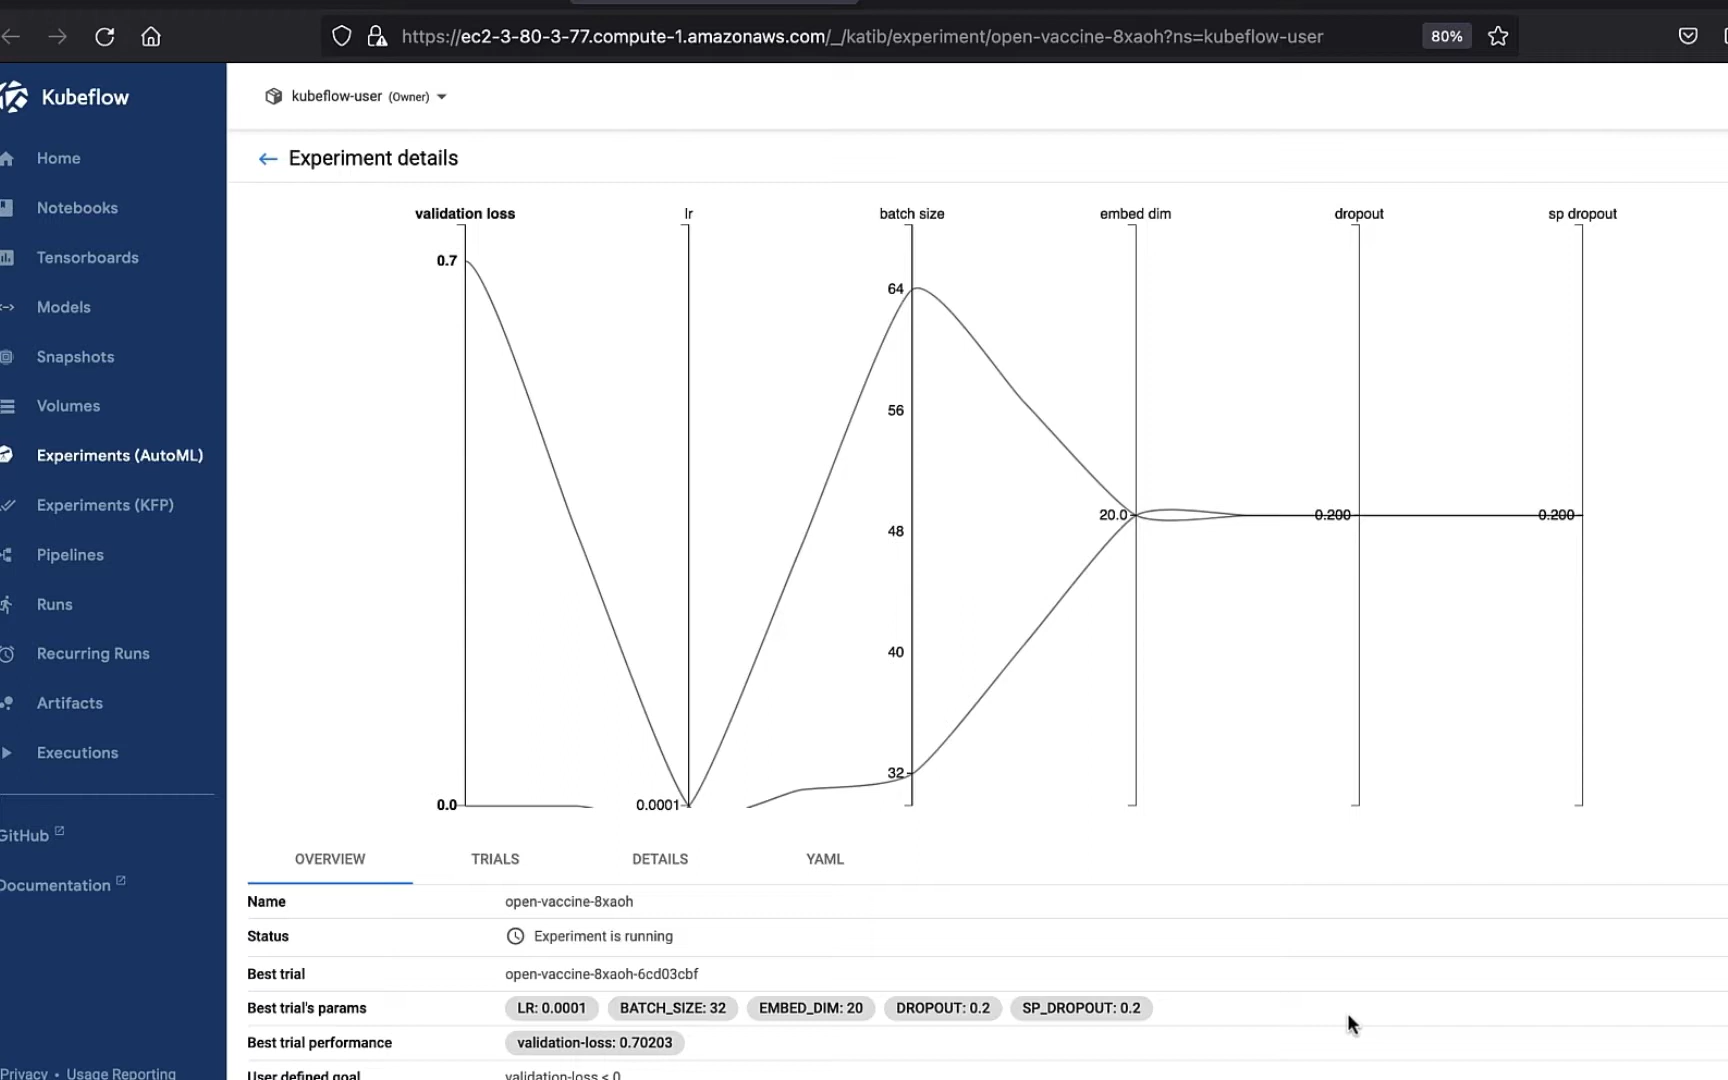 https://ec2-3-80-3-77.compute-1.amazonaws.com/_/katib/experiment/open-vaccine-8xaoh?ns=kubeflow-user 80%
Kubeflow
kubeflow-user (Owner)
Experiment details
Home
Notebooks
Tensorboards
Models
Snapshots
Volumes
Experiments (AutoML)
Experiments (KFP)
Pipelines
Runs
Recurring Runs
Artifacts
Executions
GitHub
Documentation
Privacy • Usage Reporting
validation loss lr batch size embed dim dropout sp dropout
0.7
64
56
20.0 0.200 0.200
48
40
32
0.0 0.0001
OVERVIEW TRIALS DETAILS YAML
Name open-vaccine-8xaoh
Status Experiment is running
Best trial open-vaccine-8xaoh-6cd03cbf
Best trial's params LR: 0.0001 BATCH_SIZE: 32 EMBED_DIM: 20 DROPOUT: 0.2 SP_DROPOUT: 0.2
Best trial performance validation-loss: 0.70203
User defined goal validation-loss < 0